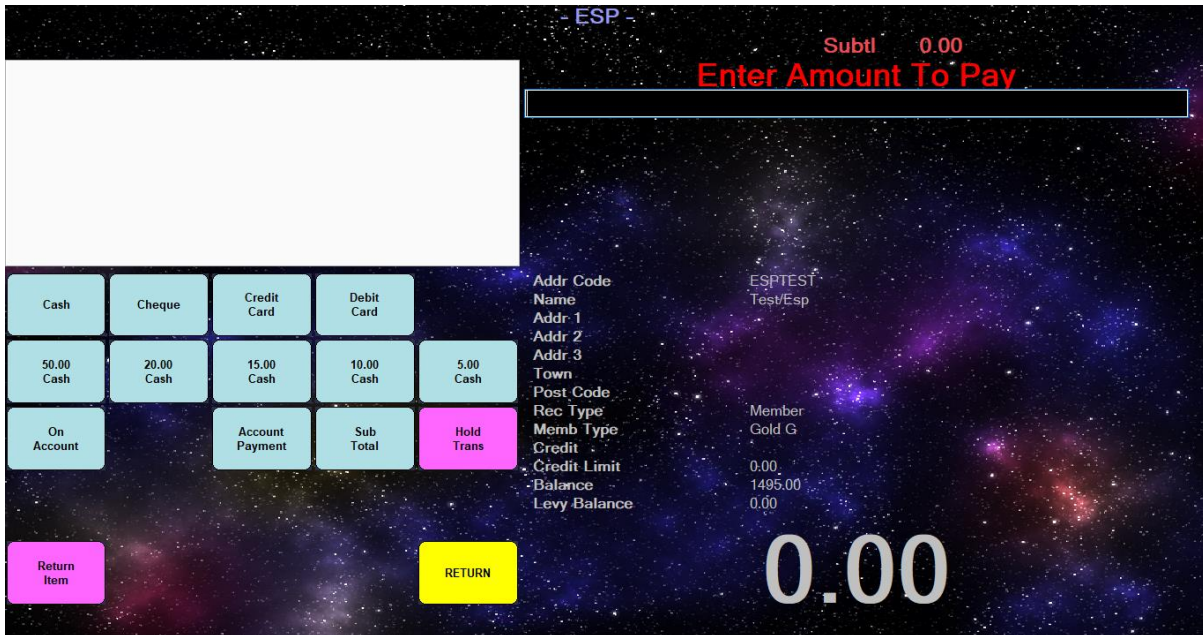 - ESP -
Subtl 0.00
Enter Amount To Pay
Cash
Cheque
Credit
Card
Debit
Card
50.00
Cash
20.00
Cash
15.00
Cash
10.00
Cash
5.00
Cash
On
Account
Account
Payment
Sub
Total
Hold
Trans
Return
Item
RETURN
Addr Code ESPTEST
Name Test/Esp
Addr 1
Addr 2
Addr 3
Town
Post Code
Rec Type Member
Memb Type Gold G
Credit
Credit Limit 0.00
Balance 1495.00
Levy Balance 0.00
0.00